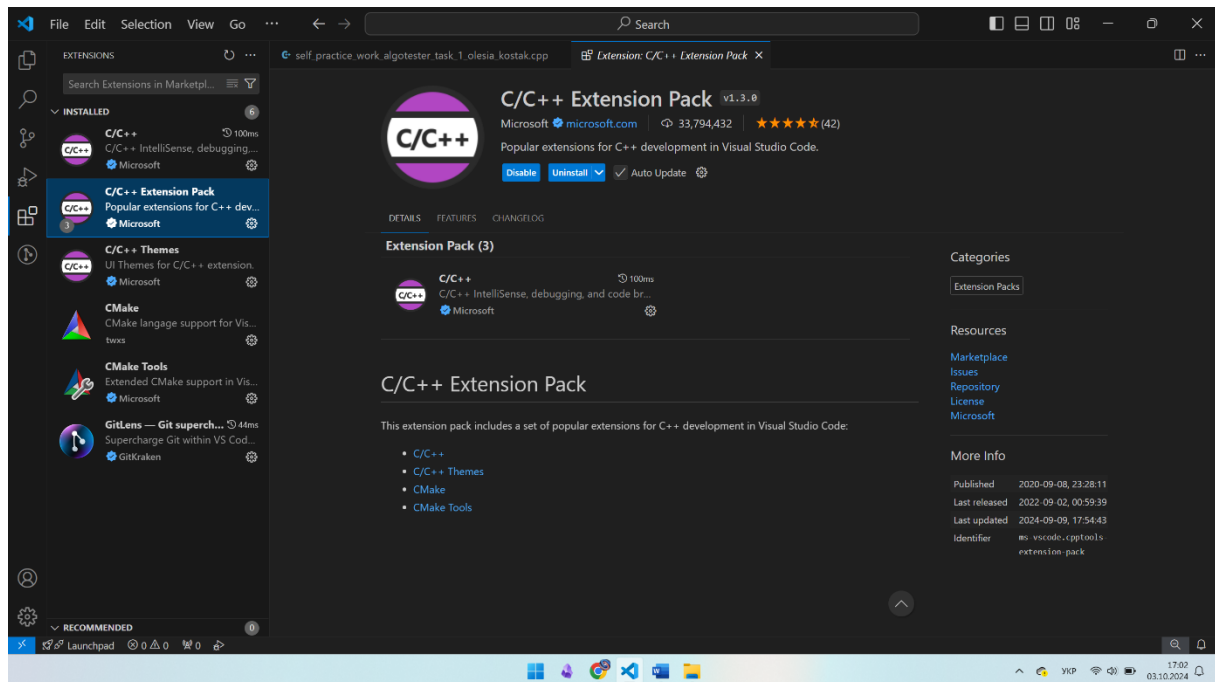 File Edit Selection View Go ··· Search
EXTENSIONS
Search Extensions in Marketpl...
INSTALLED 6
C/C++ 100ms
C/C++ IntelliSense, debugging,...
Microsoft
C/C++ Extension Pack
Popular extensions for C++ dev...
3 Microsoft
C/C++ Themes
UI Themes for C/C++ extension.
Microsoft
CMake
CMake langage support for Vis...
twxs
CMake Tools
Extended CMake support in Vis...
Microsoft
GitLens — Git superch... 44ms
Supercharge Git within VS Cod...
GitKraken
RECOMMENDED 0
self_practice_work_algotester_task_1_olesia_kostak.cpp Extension: C/C++ Extension Pack
C/C++
C/C++ Extension Pack v1.3.0
Microsoft microsoft.com 33,794,432 (42)
Popular extensions for C++ development in Visual Studio Code.
Disable Uninstall Auto Update
DETAILS FEATURES CHANGELOG
Extension Pack (3)
C/C++ 100ms
C/C++ IntelliSense, debugging, and code br...
Microsoft
C/C++ Extension Pack
This extension pack includes a set of popular extensions for C++ development in Visual Studio Code:
• C/C++
• C/C++ Themes
• CMake
• CMake Tools
Categories
Extension Packs
Resources
Marketplace
Issues
Repository
License
Microsoft
More Info
Published 2020-09-08, 23:28:11
Last released 2022-09-02, 00:59:39
Last updated 2024-09-09, 17:54:43
Identifier ms-vscode.cpptools-
extension-pack
Launchpad 0 0 0
УКР 17:02
03.10.2024